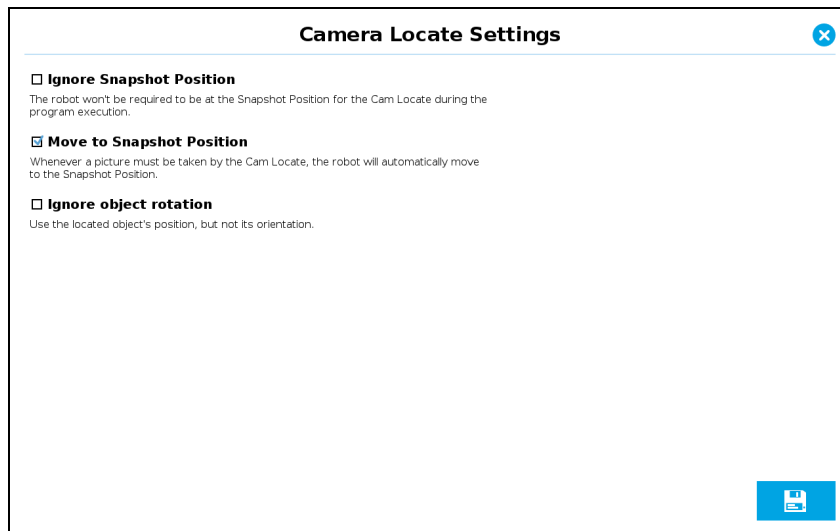 Camera Locate Settings
Ignore Snapshot Position
The robot won't be required to be at the Snapshot Position for the Cam Locate during the
program execution.
Move to Snapshot Position
Whenever a picture must be taken by the Cam Locate, the robot will automatically move
to the Snapshot Position.
Ignore object rotation
Use the located object's position, but not its orientation.